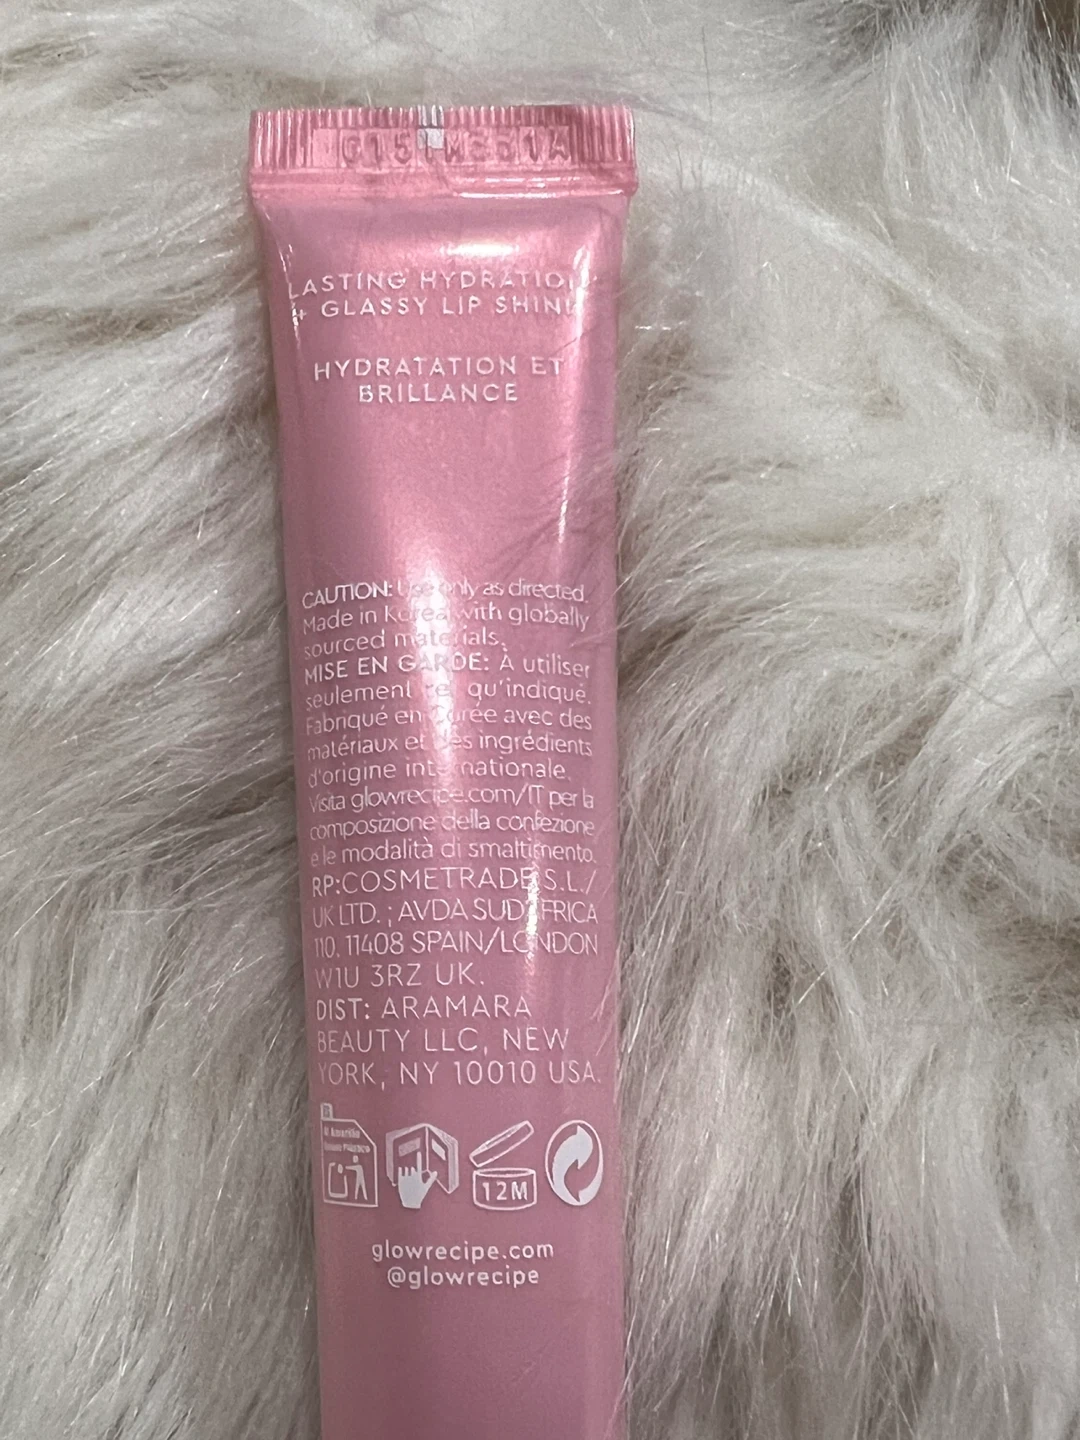 LASTING HYDRATION
+ GLASSY LIP SHINE
HYDRATATION ET
BRILLANCE
CAUTION: Use only as directed.
Made in Korea with globally
sourced materials.
MISE EN GARDE: À utiliser
seulement tel qu'indiqué.
Fabriqué en Corée avec des
matériaux et des ingrédients
d'origine internationale.
Visita glowrecipe.com/IT per la
composizione della confezione
e le modalità di smaltimento.
RP:COSMETRADE S.L./
UK LTD. ; AVDA SUDAFRICA
110, 11408 SPAIN/LONDON
W1U 3RZ UK.
DIST: ARAMARA
BEAUTY LLC, NEW
YORK, NY 10010 USA.
Al Amarillo
12M
glowrecipe.com
@glowrecipe